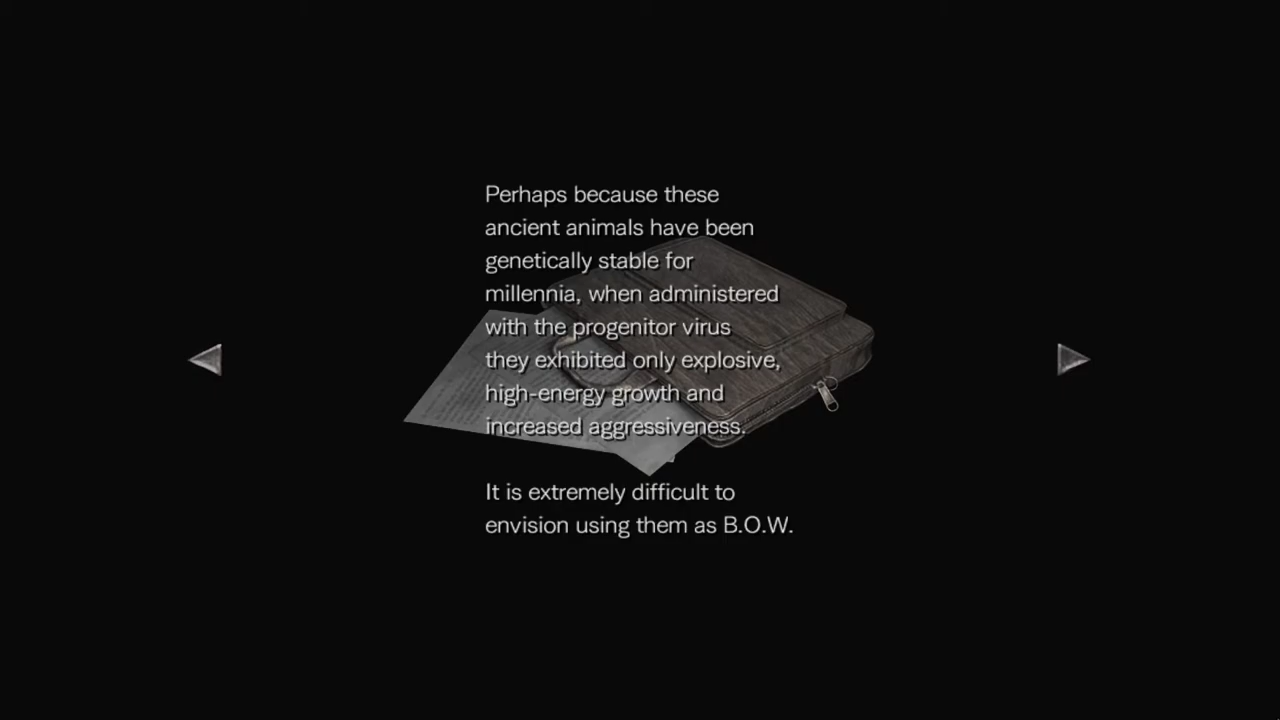 Perhaps because these
ancient animals have been
genetically stable for
millennia, when administered
with the progenitor virus
they exhibited only explosive,
high-energy growth and
increased aggressiveness.
It is extremely difficult to
envision using them as B.O.W.